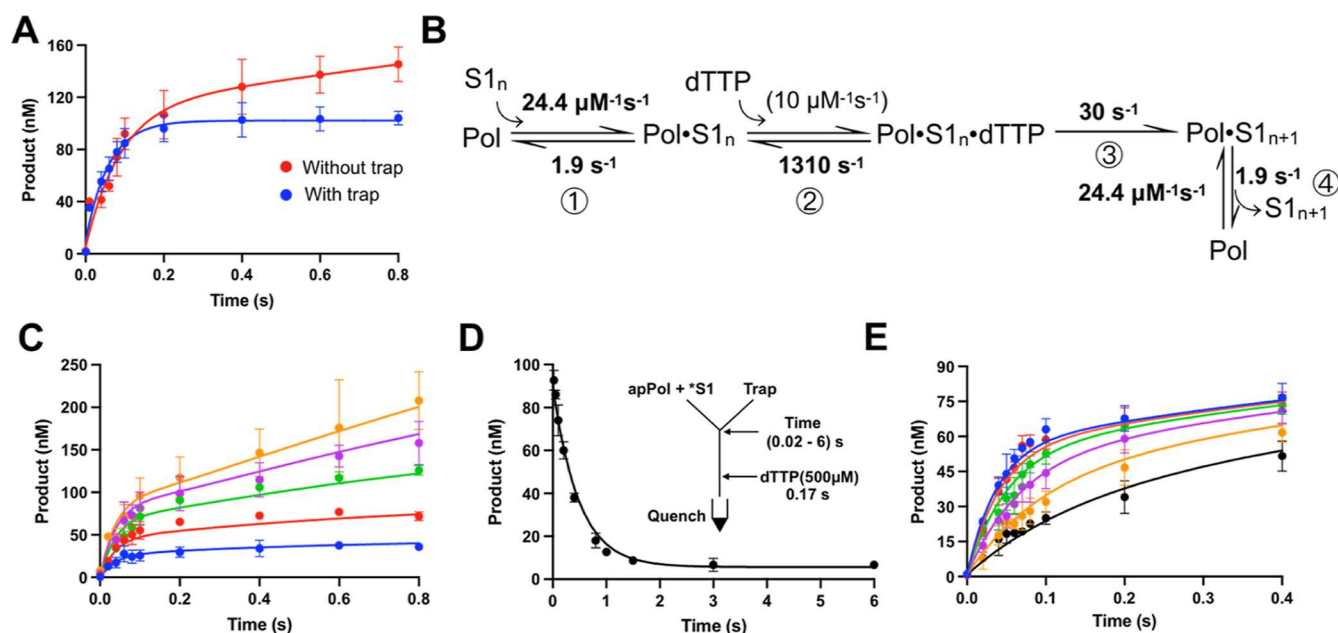 A
Product (nM)
160
120
80
40
0
0.0 0.2 0.4 0.6 0.8
Time (s)
Without trap
With trap
B
S1n
24.4 µM-1s-1
Pol
1.9 s-1
①
Pol•S1n
dTTP
(10 µM-1s-1)
1310 s-1
②
Pol•S1n•dTTP
30 s-1
③
Pol•S1n+1
24.4 µM-1s-1
1.9 s-1 ④
S1n+1
Pol
C
Product (nM)
250
200
150
100
50
0
0.0 0.2 0.4 0.6 0.8
Time (s)
D
Product (nM)
100
80
60
40
20
0
0 1 2 3 4 5 6
Time (s)
apPol + *S1 Trap
Time
(0.02 - 6) s
dTTP(500µM)
0.17 s
Quench
E
Product (nM)
90
75
60
45
30
15
0
0.0 0.1 0.2 0.3 0.4
Time (s)